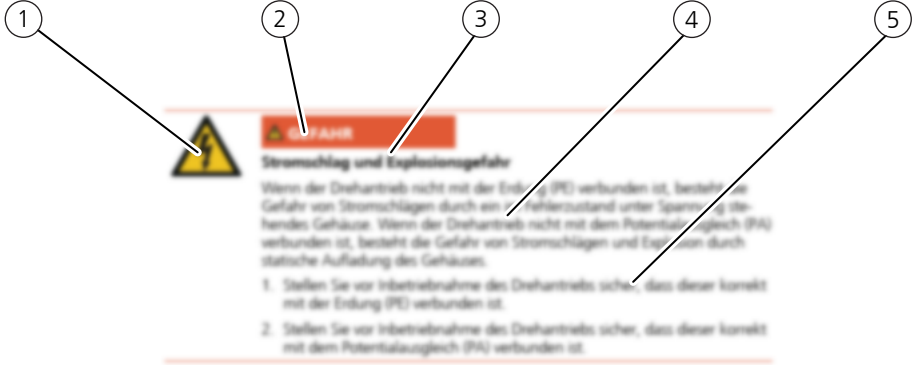 1 2 3 4 5
GEFAHR
Stromschlag und Explosionsgefahr
Wenn der Drehantrieb nicht mit der Erdung (PE) verbunden ist, besteht die
Gefahr von Stromschlägen durch ein im Fehlerzustand unter Spannung ste-
hendes Gehäuse. Wenn der Drehantrieb nicht mit dem Potentialausgleich (PA)
verbunden ist, besteht die Gefahr von Stromschlägen und Explosion durch
statische Aufladung des Gehäuses.
1. Stellen Sie vor Inbetriebnahme des Drehantriebs sicher, dass dieser korrekt
mit der Erdung (PE) verbunden ist.
2. Stellen Sie vor Inbetriebnahme des Drehantriebs sicher, dass dieser korrekt
mit dem Potentialausgleich (PA) verbunden ist.